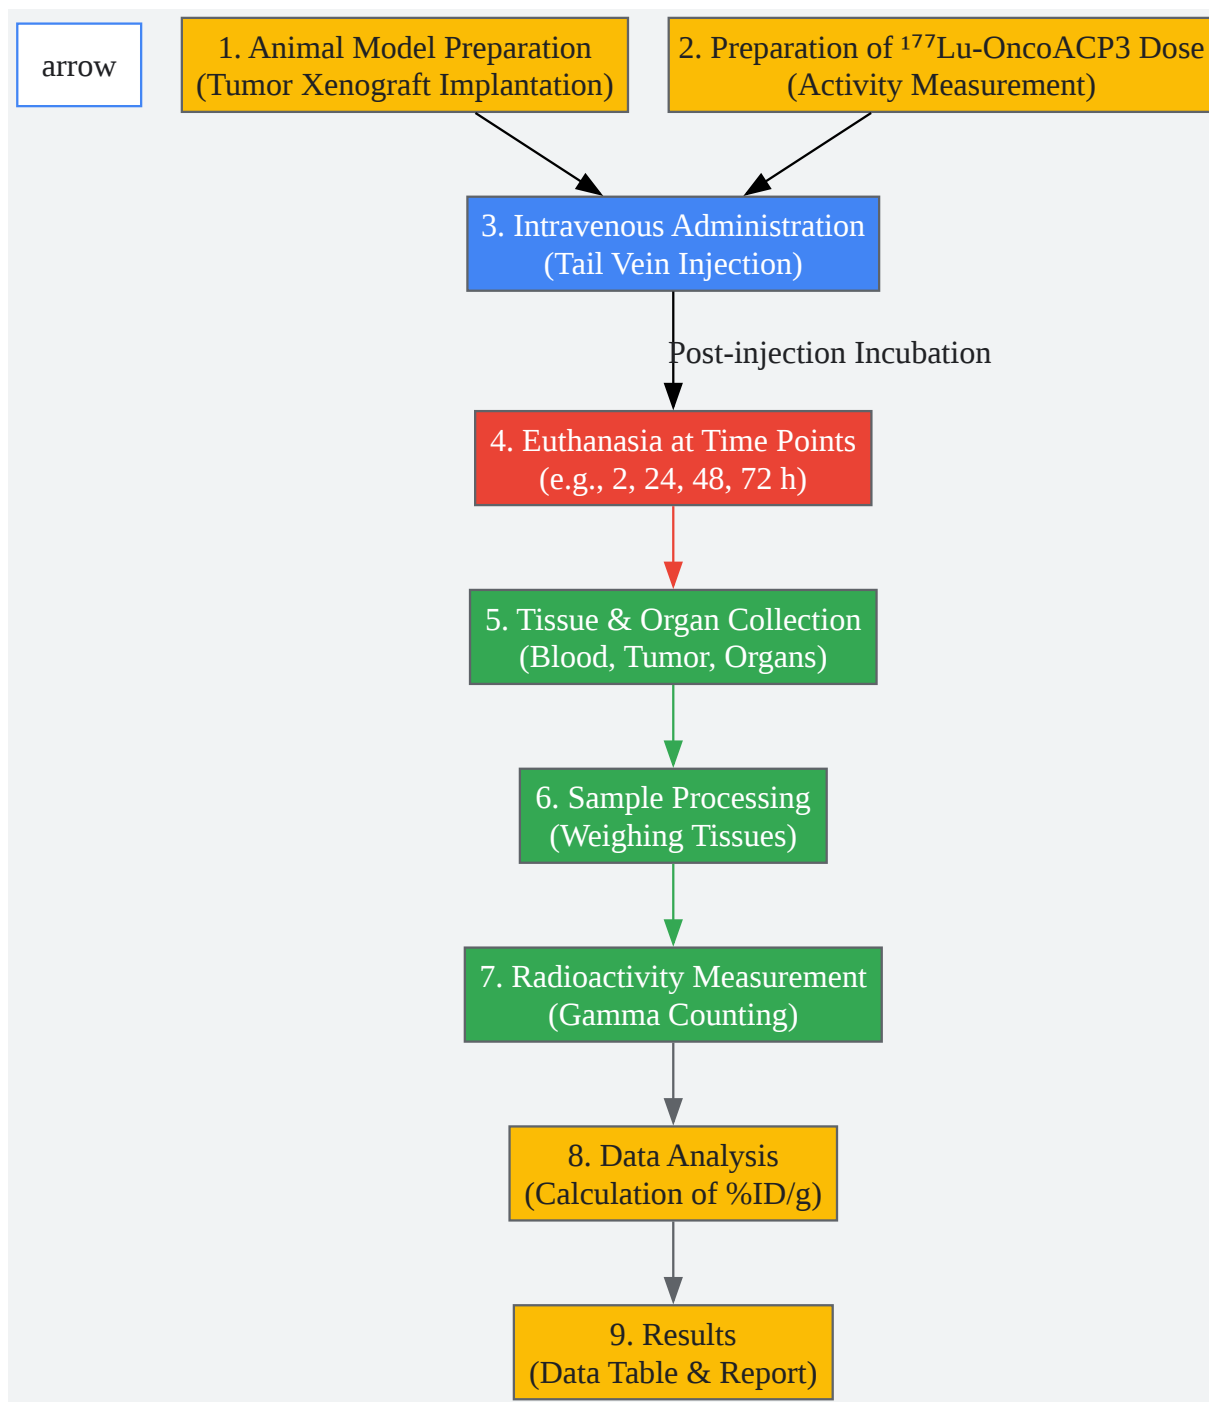 arrow
1. Animal Model Preparation
(Tumor Xenograft Implantation)
2. Preparation of ¹⁷⁷Lu-OncoACP3 Dose
(Activity Measurement)
3. Intravenous Administration
(Tail Vein Injection)
Post-injection Incubation
4. Euthanasia at Time Points
(e.g., 2, 24, 48, 72 h)
5. Tissue & Organ Collection
(Blood, Tumor, Organs)
6. Sample Processing
(Weighing Tissues)
7. Radioactivity Measurement
(Gamma Counting)
8. Data Analysis
(Calculation of %ID/g)
9. Results
(Data Table & Report)